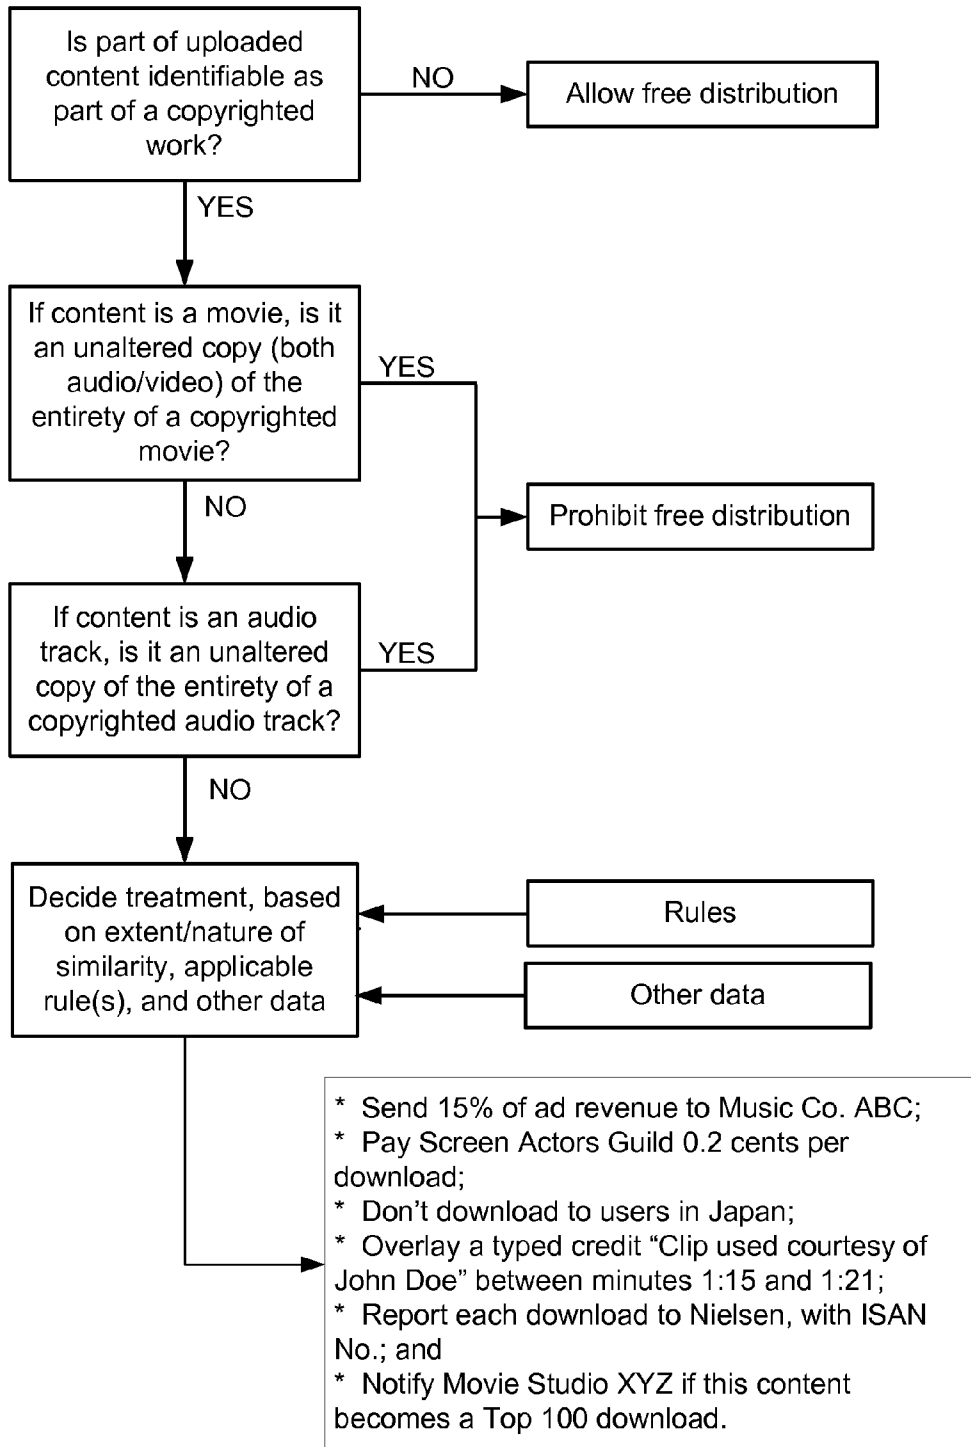 Is part of uploaded
content identifiable as
part of a copyrighted
work?
NO
Allow free distribution
YES
If content is a movie, is it
an unaltered copy (both
audio/video) of the
entirety of a copyrighted
movie?
YES
NO
Prohibit free distribution
If content is an audio
track, is it an unaltered
copy of the entirety of a
copyrighted audio track?
YES
NO
Decide treatment, based
on extent/nature of
similarity, applicable
rule(s), and other data
Rules
Other data
* Send 15% of ad revenue to Music Co. ABC;
* Pay Screen Actors Guild 0.2 cents per
download;
* Don't download to users in Japan;
* Overlay a typed credit “Clip used courtesy of
John Doe” between minutes 1:15 and 1:21;
* Report each download to Nielsen, with ISAN
No.; and
* Notify Movie Studio XYZ if this content
becomes a Top 100 download.